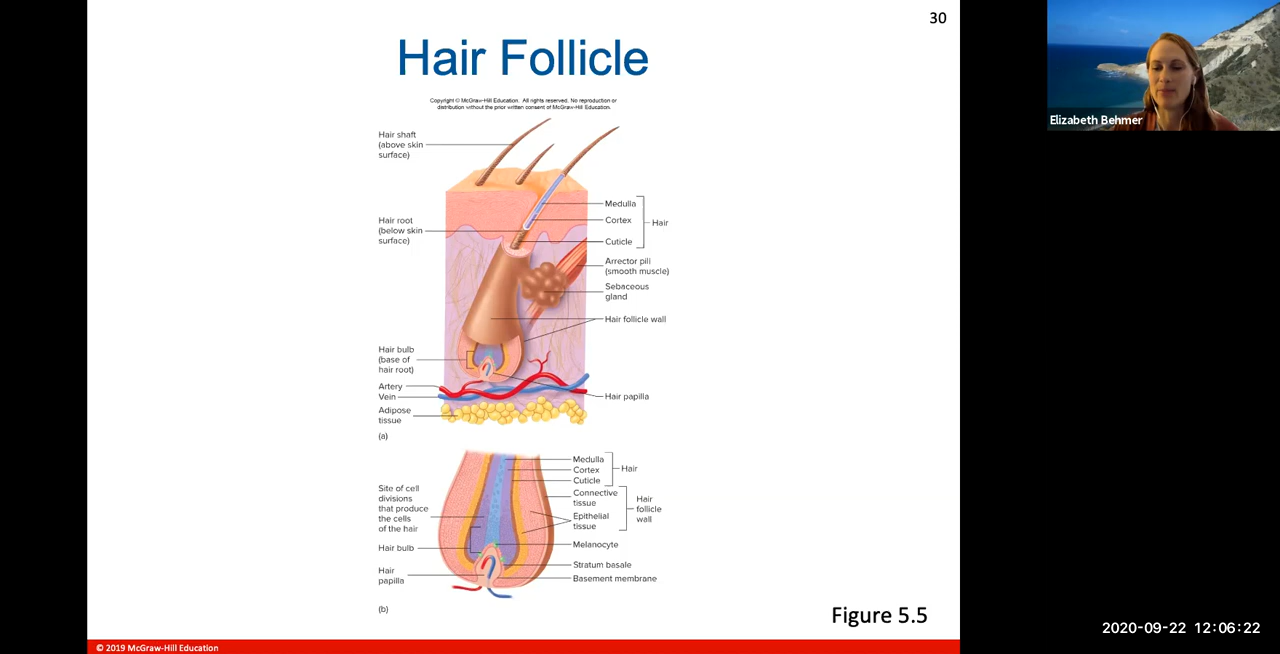 30
Hair Follicle
Copyright © McGraw-Hill Education. All rights reserved. No reproduction or
distribution without the prior written consent of McGraw-Hill Education.
Elizabeth Behmer
Hair shaft
(above skin
surface)
Medulla
Cortex
Hair
Cuticle
Hair root
(below skin
surface)
Arrector pili
(smooth muscle)
Sebaceous
gland
Hair follicle wall
Hair bulb
(base of
hair root)
Artery
Vein
Hair papilla
Adipose
tissue
(a)
Medulla
Cortex
Hair
Cuticle
Connective
tissue
Hair
follicle
wall
Epithelial
tissue
Site of cell
divisions
that produce
the cells
of the hair
Melanocyte
Hair bulb
Stratum basale
Hair
papilla
Basement membrane
(b)
Figure 5.5
2020-09-22 12:06:22
© 2019 McGraw-Hill Education